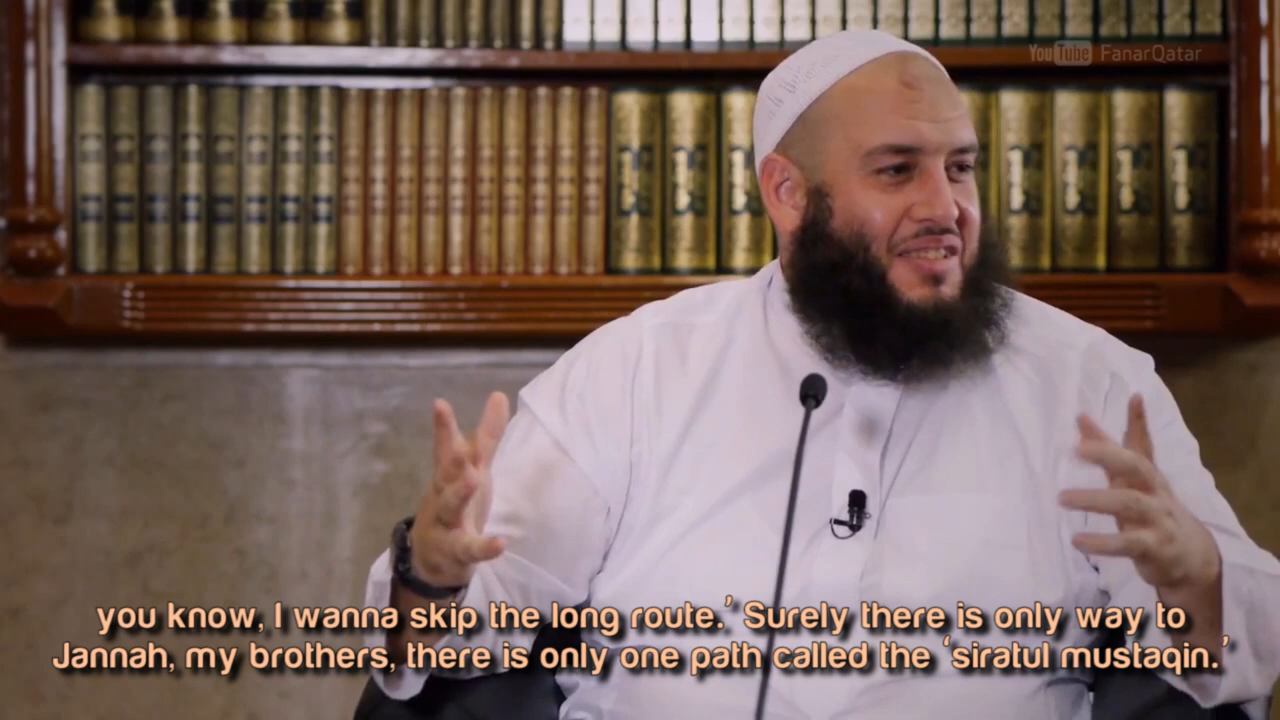 YouTube FanarQatar
you know, I wanna skip the long route.’ Surely there is only way to
Jannah, my brothers, there is only one path called the ‘siratul mustaqin.’